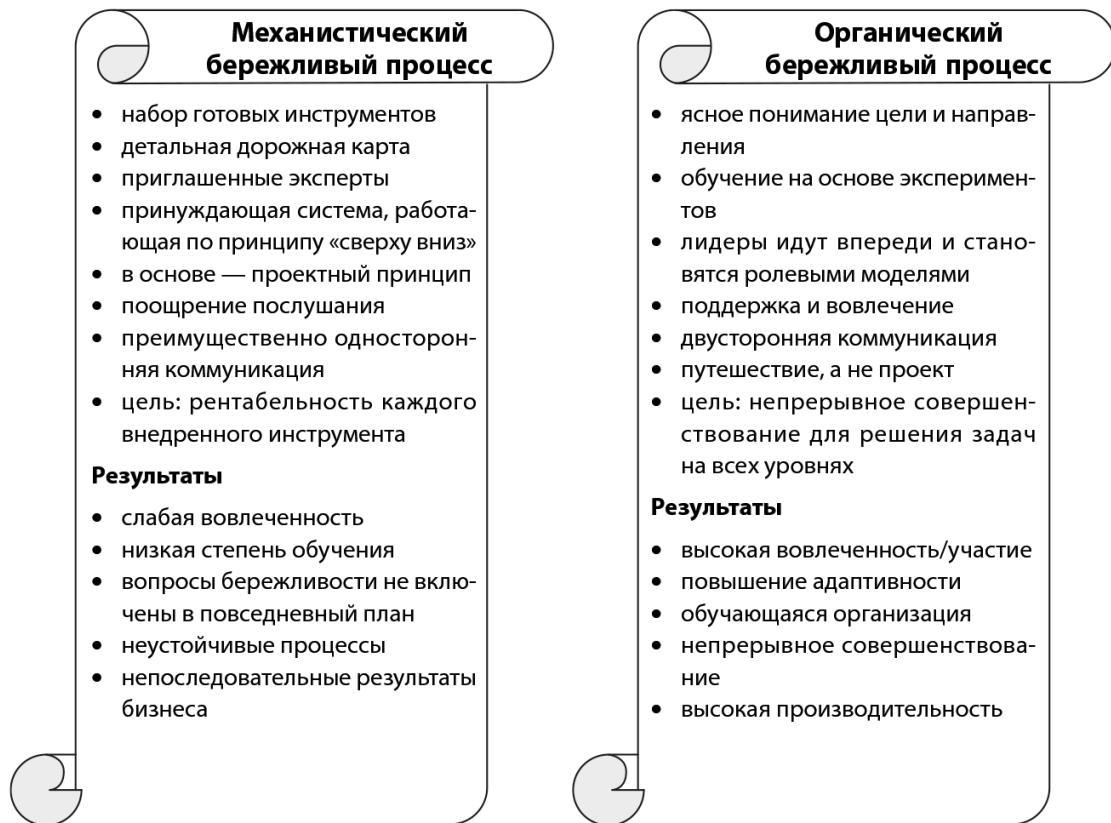 Механистический
бережливый процесс
• набор готовых инструментов
• детальная дорожная карта
• приглашенные эксперты
• принуждающая система, работа-
ющая по принципу «сверху вниз»
• в основе — проектный принцип
• поощрение послушания
• преимущественно односторон-
няя коммуникация
• цель: рентабельность каждого
внедренного инструмента
Результаты
• слабая вовлеченность
• низкая степень обучения
• вопросы бережливости не вклю-
чены в повседневный план
• неустойчивые процессы
• непоследовательные результаты
бизнеса
Органический
бережливый процесс
• ясное понимание цели и направ-
ления
• обучение на основе эксперимен-
тов
• лидеры идут впереди и стано-
вятся ролевыми моделями
• поддержка и вовлечение
• двусторонняя коммуникация
• путешествие, а не проект
• цель: непрерывное совершен-
ствование для решения задач
на всех уровнях
Результаты
• высокая вовлеченность/участие
• повышение адаптивности
• обучающаяся организация
• непрерывное совершенствова-
ние
• высокая производительность